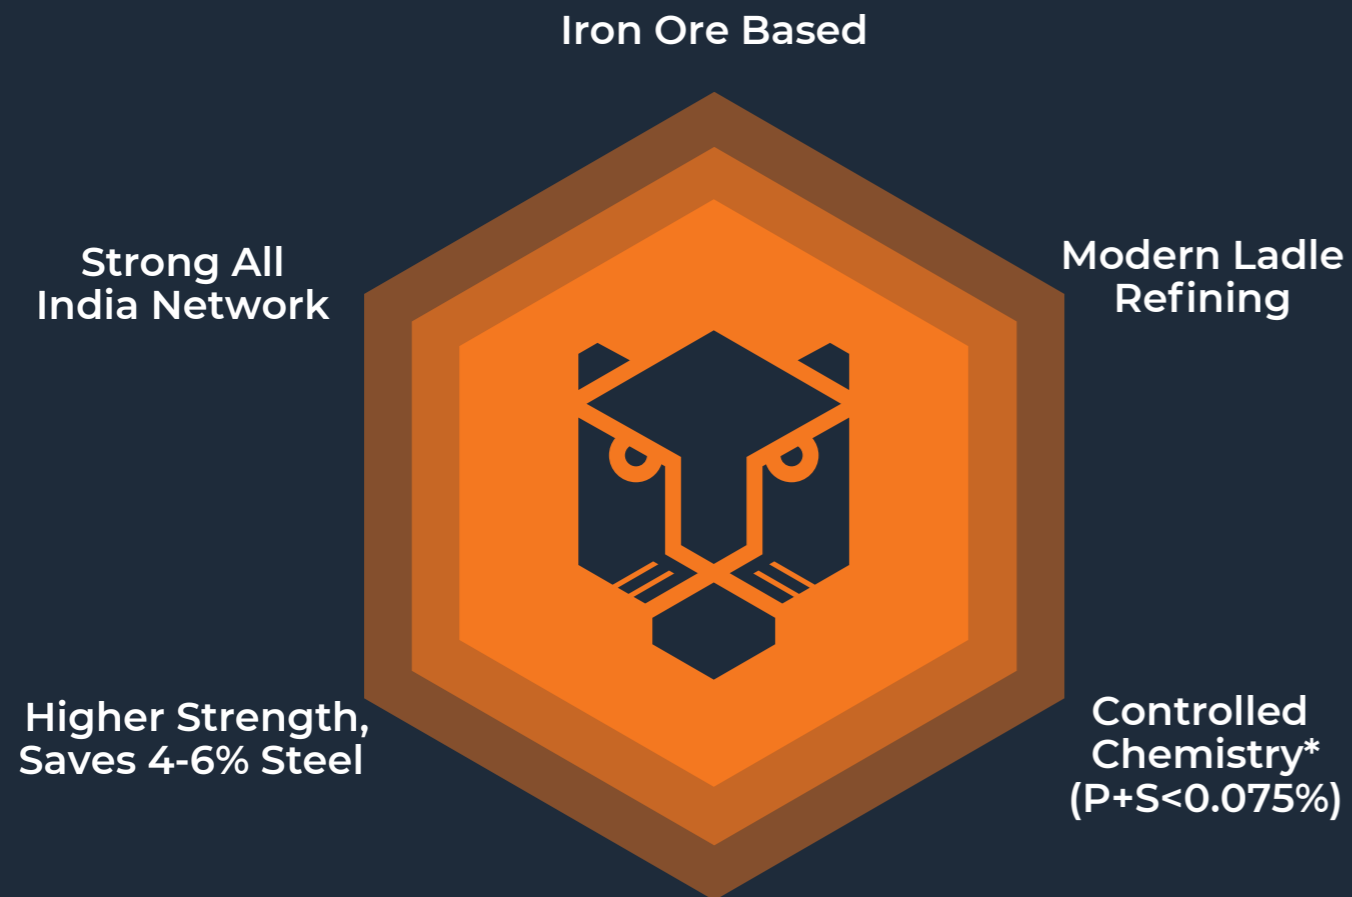 Iron Ore Based
Strong All
India Network
Modern Ladle
Refining
Higher Strength,
Saves 4-6% Steel
Controlled
Chemistry*
(P+S<0.075%)